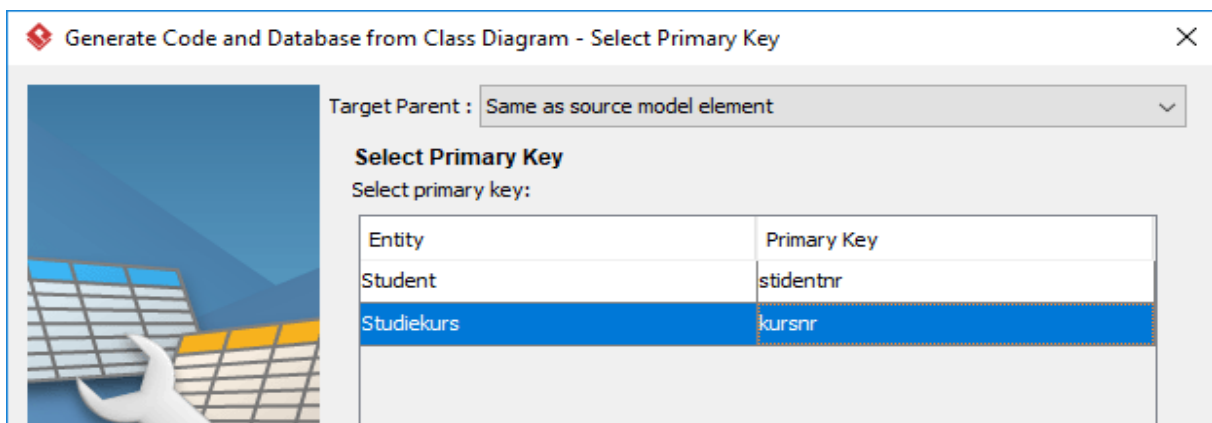 Generate Code and Database from Class Diagram - Select Primary Key
Target Parent : Same as source model element
Select Primary Key
Select primary key:
Entity Primary Key
Student stidentnr
Studiekurs kursnr